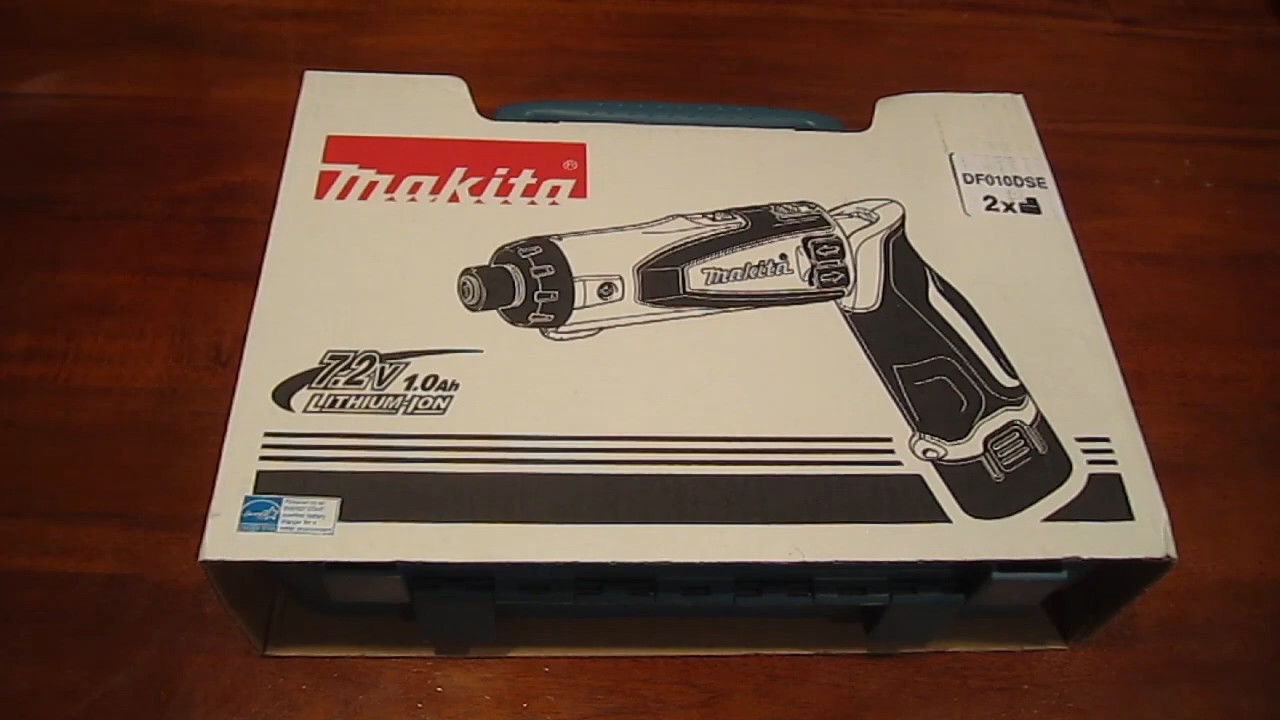 makita®
DF010DSE
2x
makita
7.2V 1.0Ah
LITHIUM-ION